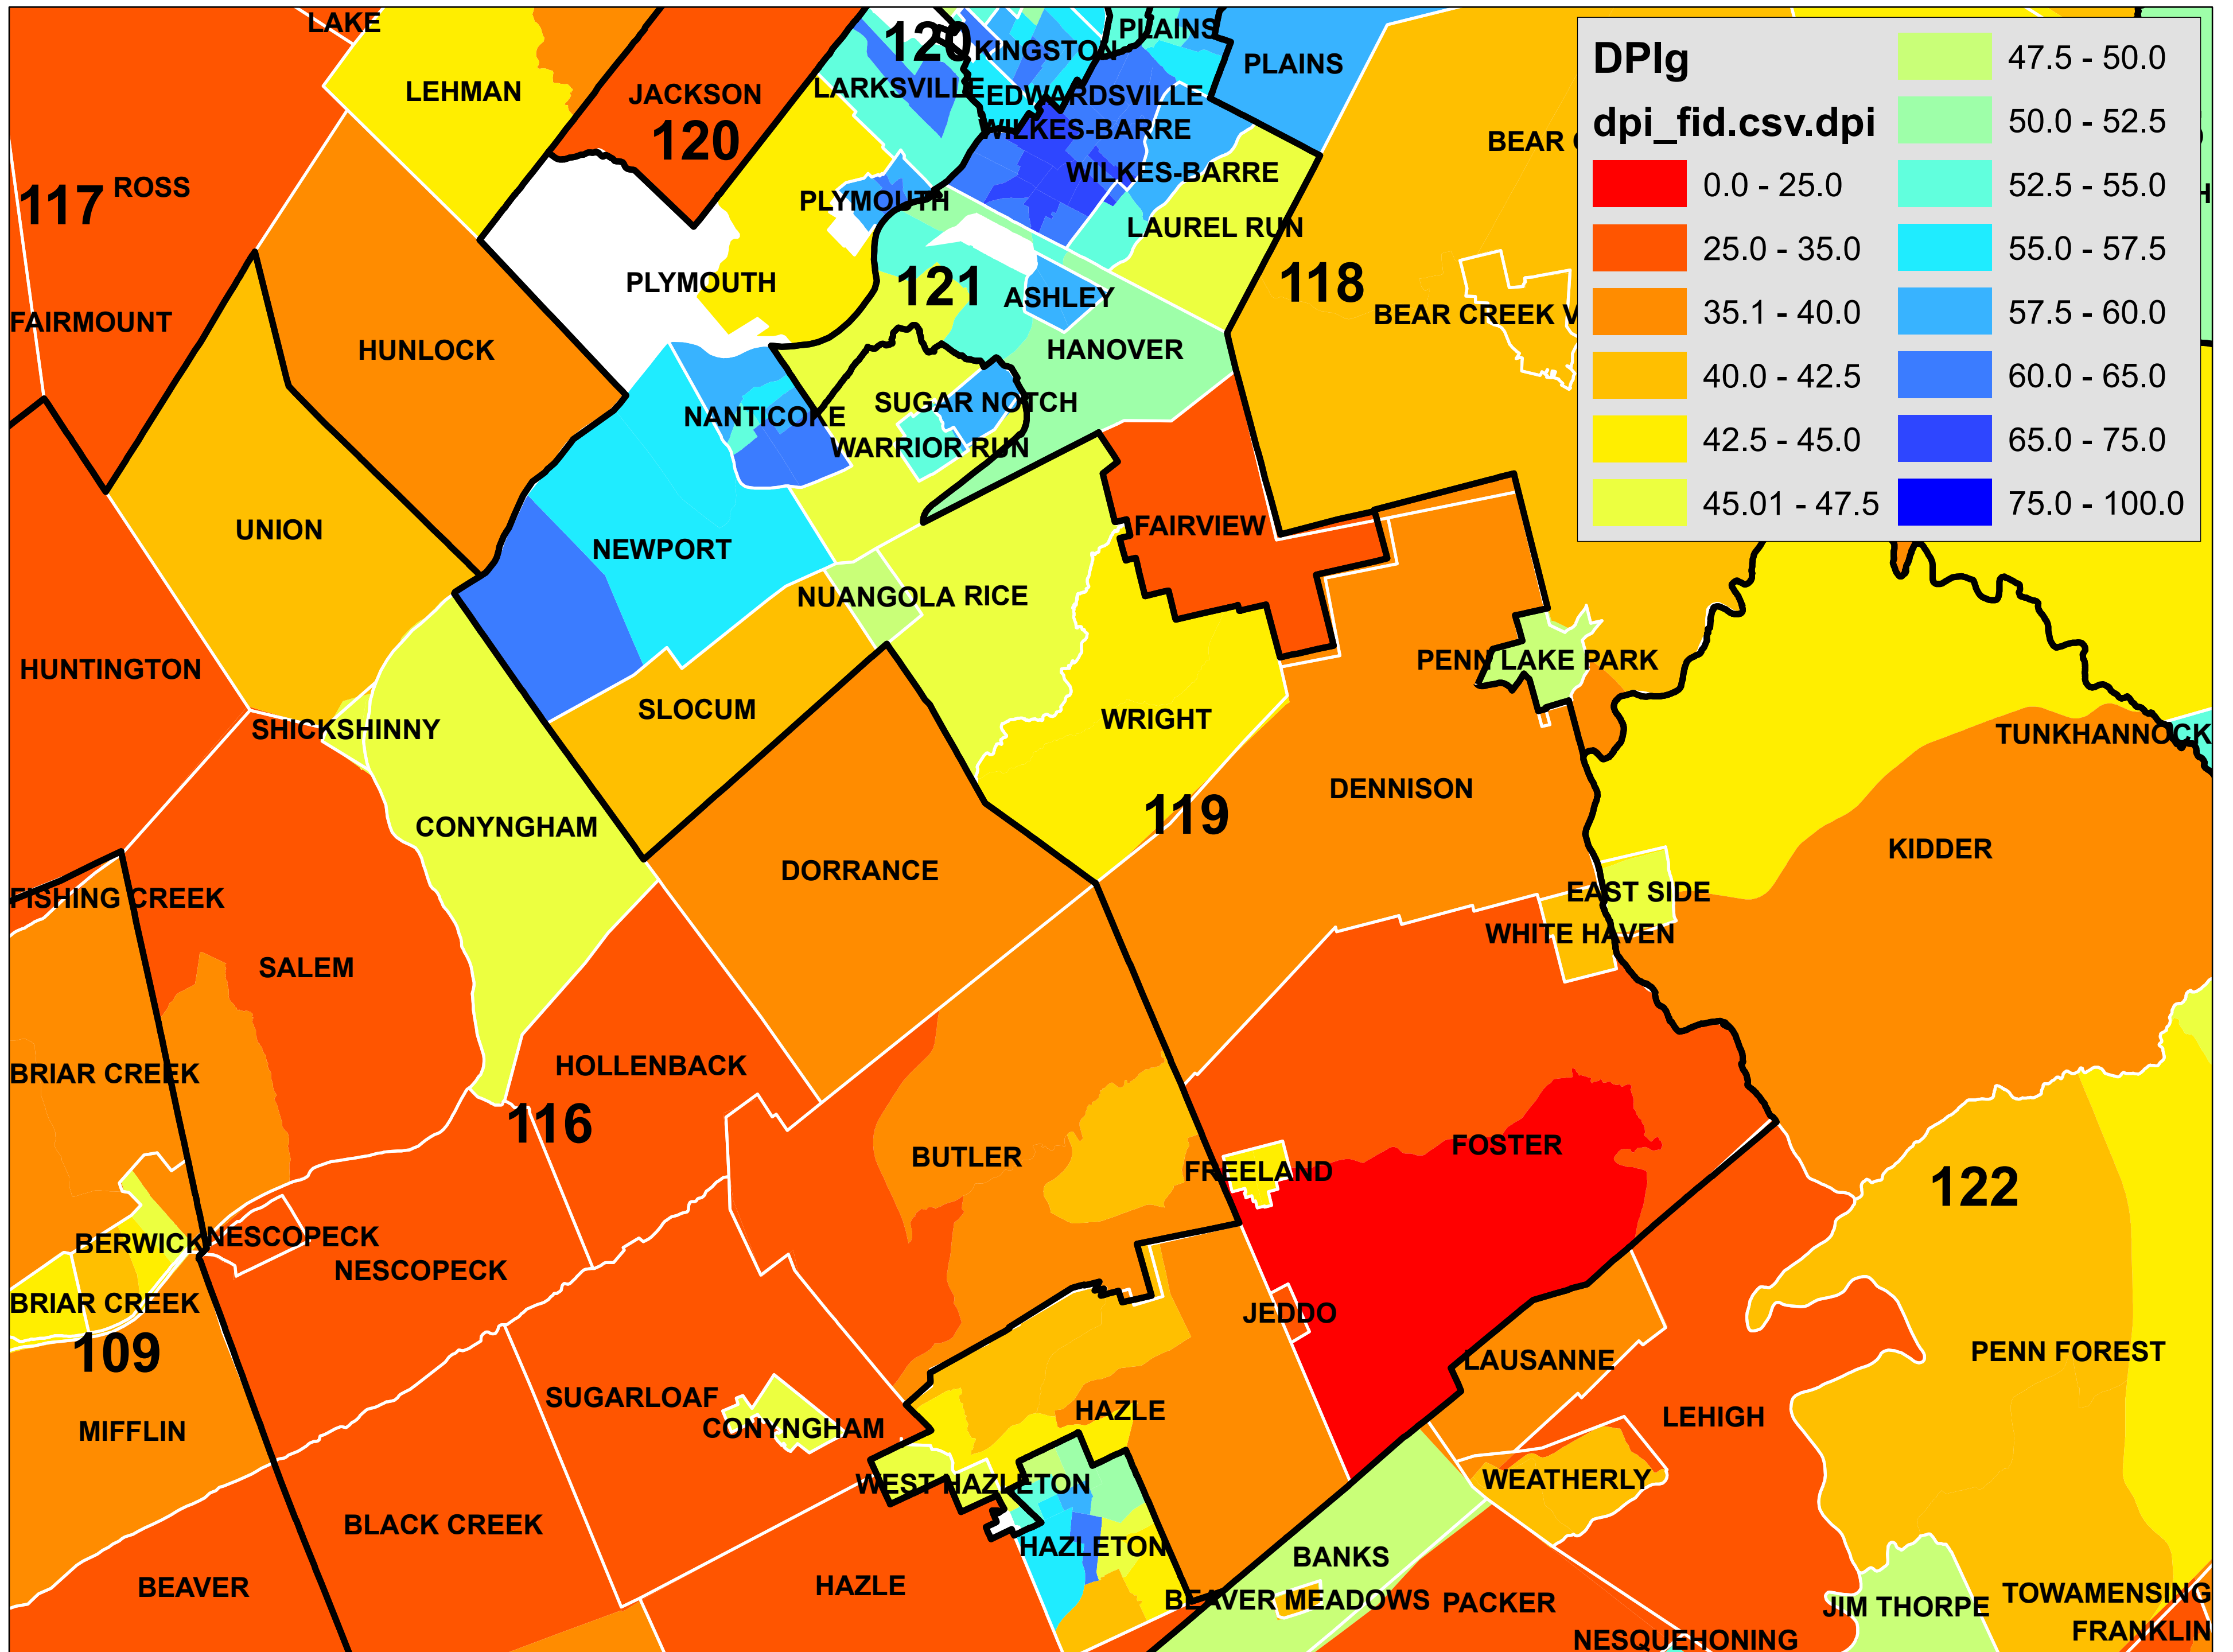 LAKE
PLAINS
120
KINGSTON
PLAINS
LEHMAN
JACKSON
LARKSVILLE
EDWARDSVILLE
120
WILKES-BARRE
BEAR C
WILKES-BARRE
117
ROSS
PLYMOUTH
LAUREL RUN
PLYMOUTH
121
ASHLEY
118
FAIRMOUNT
BEAR CREEK V
HUNLOCK
HANOVER
SUGAR NOTCH
NANTICOKE
WARRIOR RUN
UNION
NEWPORT
FAIRVIEW
NUANGOLA
RICE
HUNTINGTON
PENN LAKE PARK
SLOCUM
WRIGHT
SHICKSHINNY
TUNKHANNOCK
DENNISON
CONYNGHAM
119
KIDDER
DORRANCE
EAST SIDE
FISHING CREEK
WHITE HAVEN
SALEM
BRIAR CREEK
HOLLENBACK
116
BUTLER
FOSTER
FREELAND
122
BERWICK
NESCOPECK
NESCOPECK
BRIAR CREEK
JEDDO
109
LAUSANNE
PENN FOREST
SUGARLOAF
HAZLE
LEHIGH
MIFFLIN
CONYNGHAM
WEST HAZLETON
WEATHERLY
BLACK CREEK
HAZLETON
BANKS
BEAVER
HAZLE
BEAVER MEADOWS
PACKER
JIM THORPE
TOWAMENSING
FRANKLIN
NESQUEHONING
DPIg
dpi_fid.csv.dpi
0.0 - 25.0
25.0 - 35.0
35.1 - 40.0
40.0 - 42.5
42.5 - 45.0
45.01 - 47.5
47.5 - 50.0
50.0 - 52.5
52.5 - 55.0
55.0 - 57.5
57.5 - 60.0
60.0 - 65.0
65.0 - 75.0
75.0 - 100.0